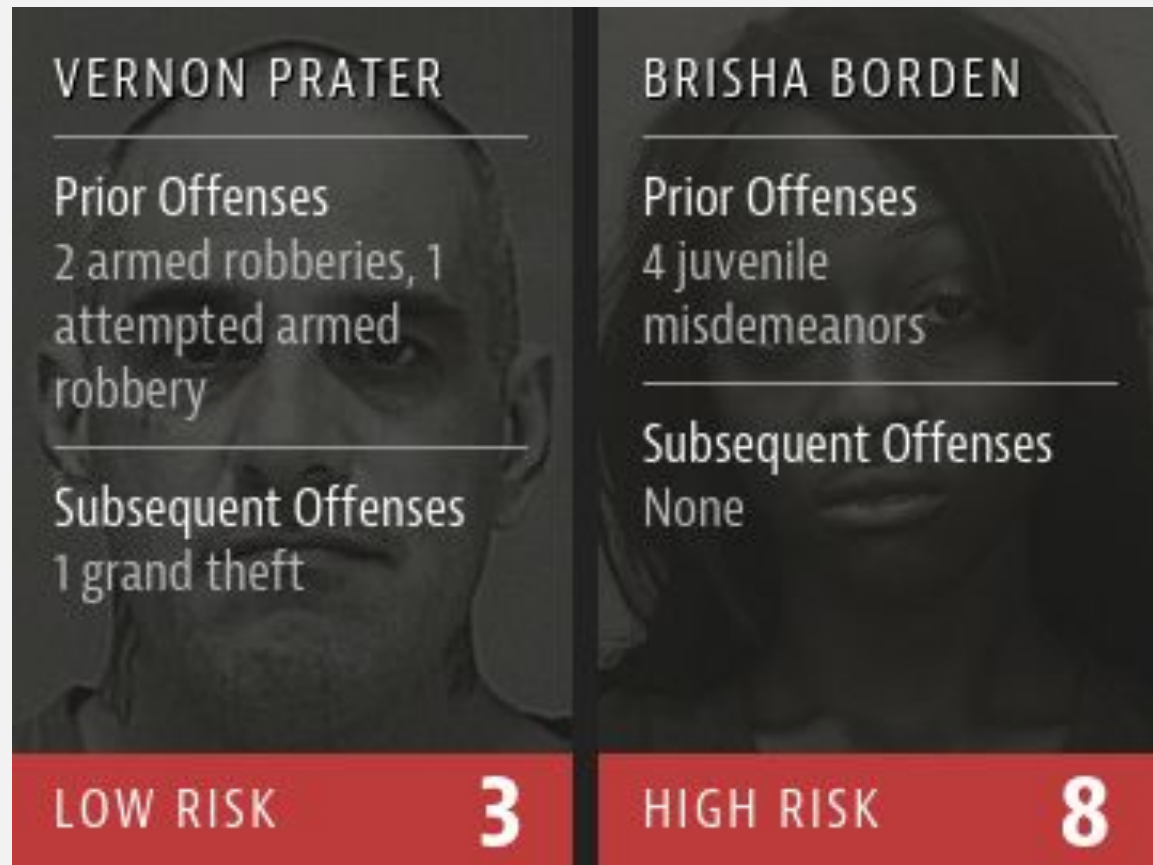 VERNON PRATER
Prior Offenses
2 armed robberies, 1
attempted armed
robbery
Subsequent Offenses
1 grand theft
LOW RISK 3
BRISHA BORDEN
Prior Offenses
4 juvenile
misdemeanors
Subsequent Offenses
None
HIGH RISK 8